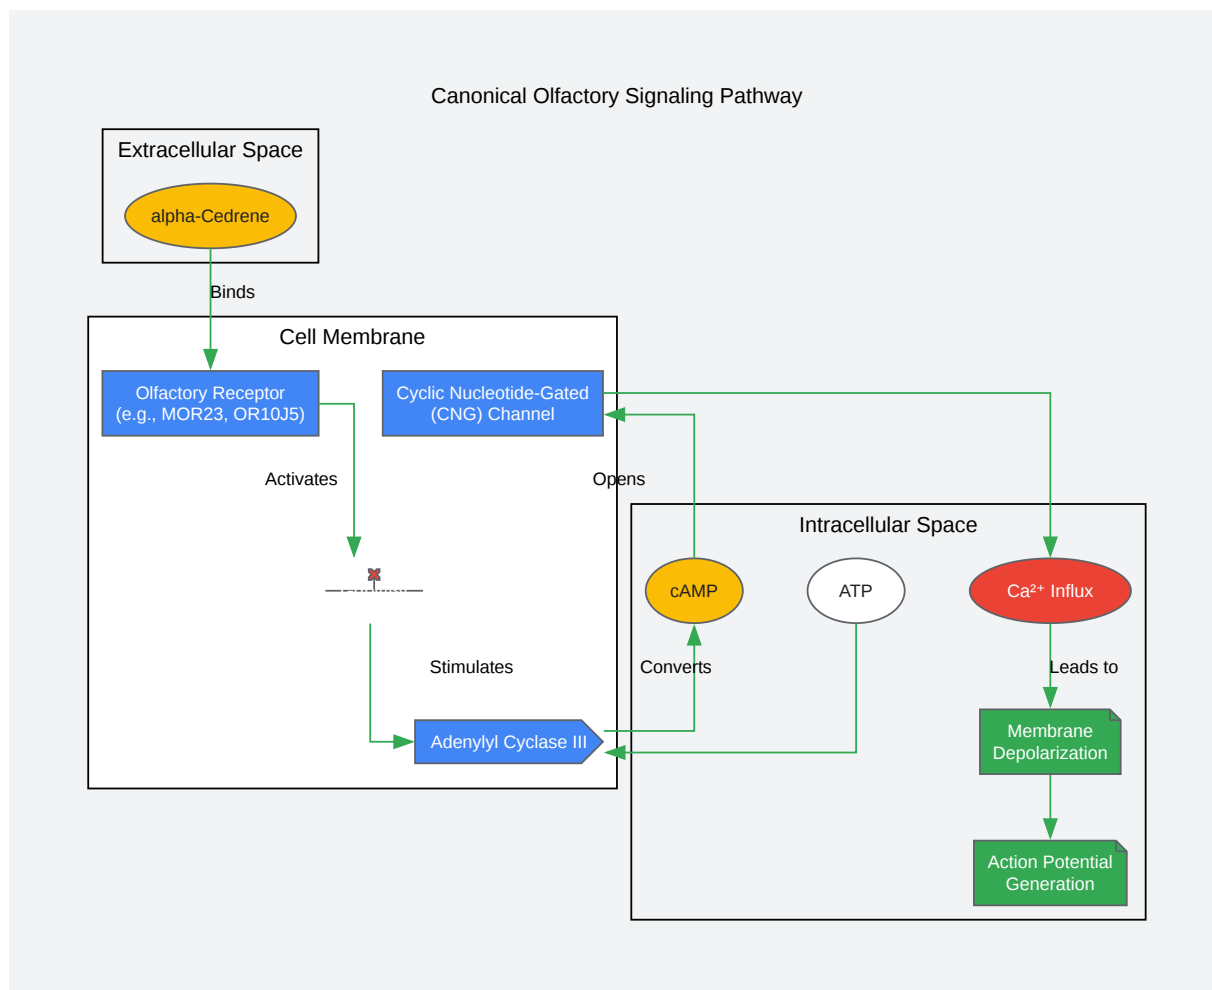 Canonical Olfactory Signaling Pathway
Extracellular Space
alpha-Cedrene
Binds
Cell Membrane
Olfactory Receptor
(e.g., MOR23, OR10J5)
Cyclic Nucleotide-Gated
(CNG) Channel
Activates
Opens
Intracellular Space
cAMP
ATP
Ca²⁺ Influx
Stimulates
Converts
Leads to
Adenylyl Cyclase III
Membrane
Depolarization
Action Potential
Generation